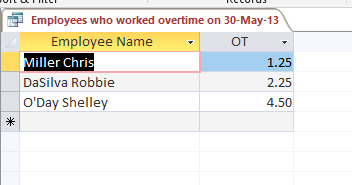 Records
Employees who worked overtime on 30-May-13
Employee Name OT
Miller Chris 1.25
DaSilva Robbie 2.25
O'Day Shelley 4.50